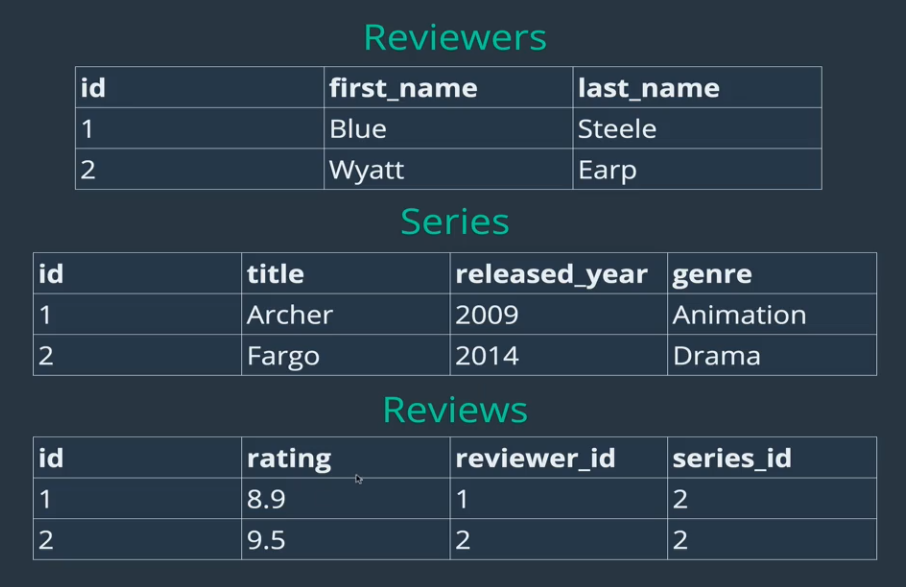 Reviewers
id first_name last_name
1 Blue Steele
2 Wyatt Earp
Series
id title released_year genre
1 Archer 2009 Animation
2 Fargo 2014 Drama
Reviews
id rating reviewer_id series_id
1 8.9 1 2
2 9.5 2 2